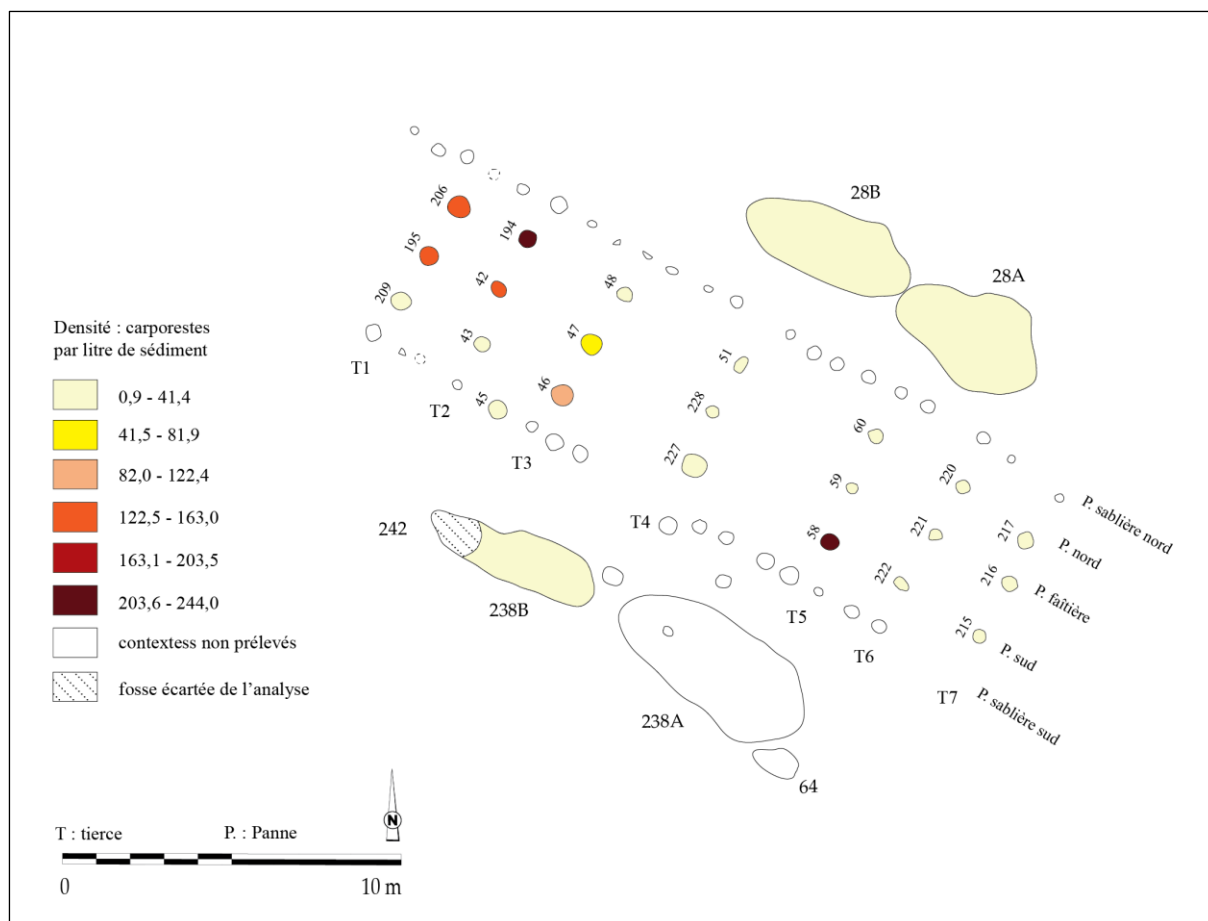 28B
206
194
28A
195
42
48
209
Densité : carporestes
par litre de sédiment
47
43
51
T1
0,9 - 41,4
46
228
T2
45
60
41,5 - 81,9
227
T3
59
220
82,0 - 122,4
P. sablière nord
242
T4
58
221
217
P. nord
122,5 - 163,0
222
216
P. faîtière
163,1 - 203,5
238B
T5
215
P. sud
203,6 - 244,0
T6
contextess non prélevés
T7
P. sablière sud
fosse écartée de l’analyse
238A
64
N
T : tierce
P. : Panne
0
10 m